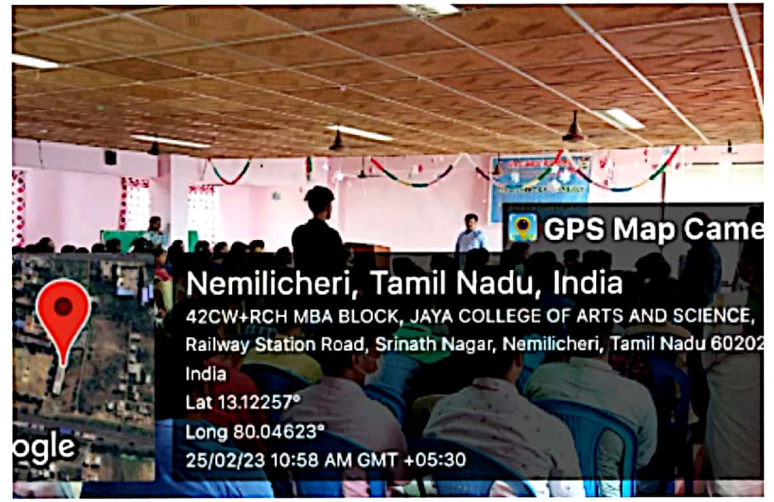 GPS Map Came
Nemilicheri, Tamil Nadu, India
42CW+RCH MBA BLOCK, JAYA COLLEGE OF ARTS AND SCIENCE,
Railway Station Road, Srinath Nagar, Nemilicheri, Tamil Nadu 60202
India
Lat 13.12257°
Long 80.04623°
25/02/23 10:58 AM GMT +05:30
ogle